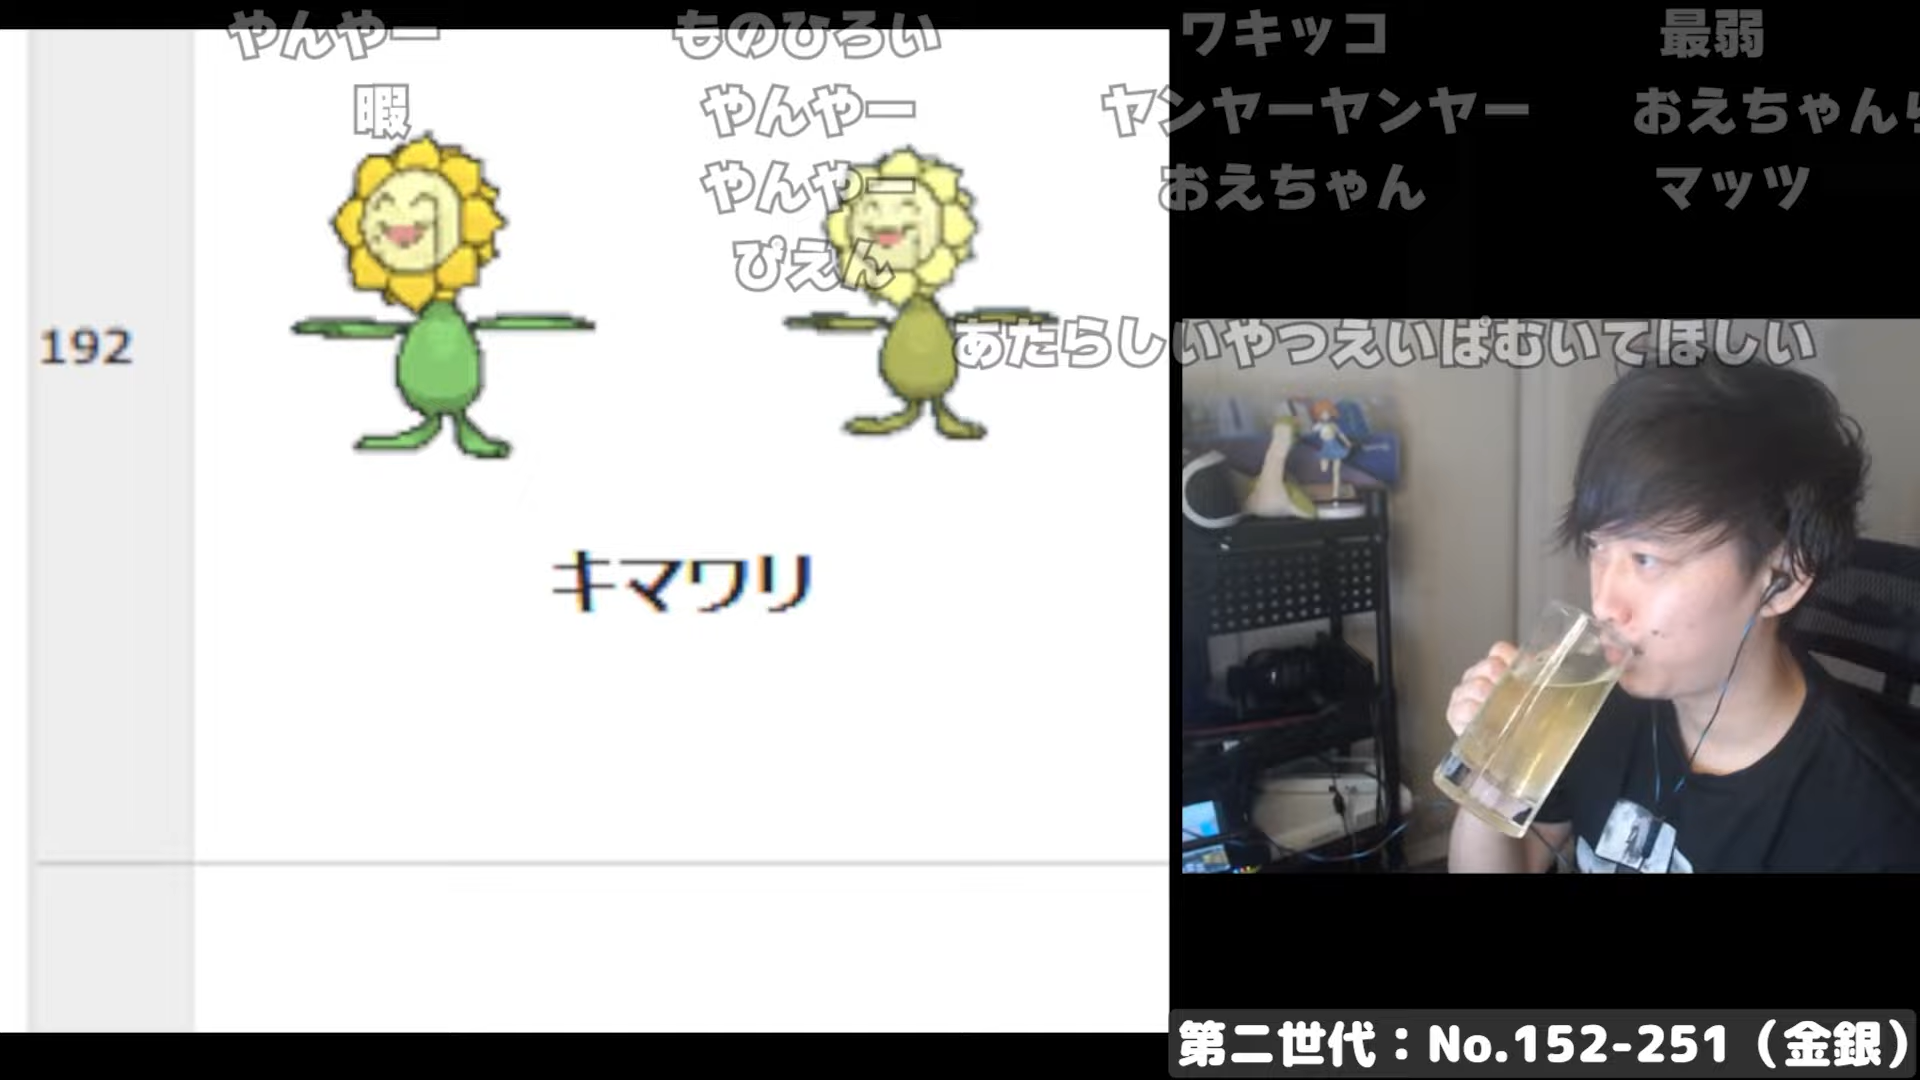 やんやー
ものひろい
ワキッコ
最弱
暇
やんやー
ヤンヤーヤンヤー
おえちゃん
やんやー
おえちゃん
マッツ
ぴえん
あたらしいやつえいぱむいてほしい
192
キマワリ
第二世代：No.152-251（金銀）